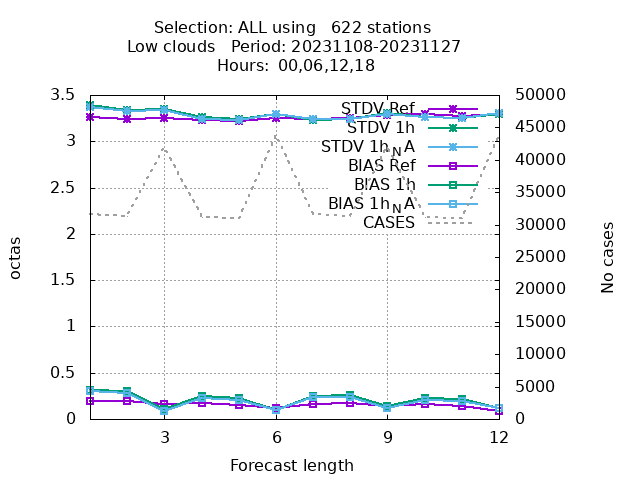 Selection: ALL using   622 stations
Low clouds   Period: 20231108-20231127
Hours:  00,06,12,18
3.5
3
2.5
2
1.5
1
0.5
0
50000
45000
40000
35000
30000
25000
20000
15000
10000
5000
0
octas
No cases
STDV Ref
STDV 1h
STDV 1h_NA
BIAS Ref
BIAS 1h
BIAS 1h_NA
CASES
3
6
9
12
Forecast length